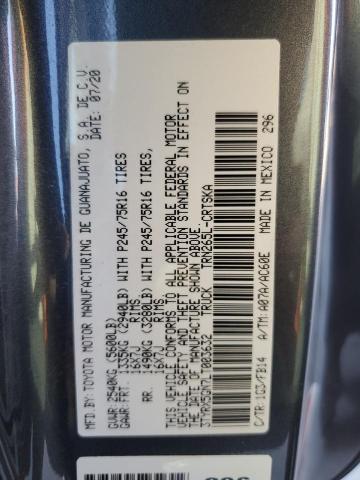 MFD. BY: TOYOTA MOTOR MANUFACTURING DE GUANAJUATO, S.A. DE C.V.
DATE: 07/20
GVWR: 2540KG (5600LB)
GAWR: FRT. 1335KG (2940LB) WITH P245/75R16 TIRES
16X7J RIMS,
RR. 1490KG (3280LB) WITH P245/75R16 TIRES,
16X7J RIMS
THIS VEHICLE CONFORMS TO ALL APPLICABLE FEDERAL MOTOR
VEHICLE SAFETY AND THEFT PREVENTION STANDARDS IN EFFECT ON
THE DATE OF MANUFACTURE SHOWN ABOVE.
TRUCK TRN265L-CRTSKA
C/TR: 1G3/FB14 A/TM: A07A/AC60E MADE IN MEXICO 296